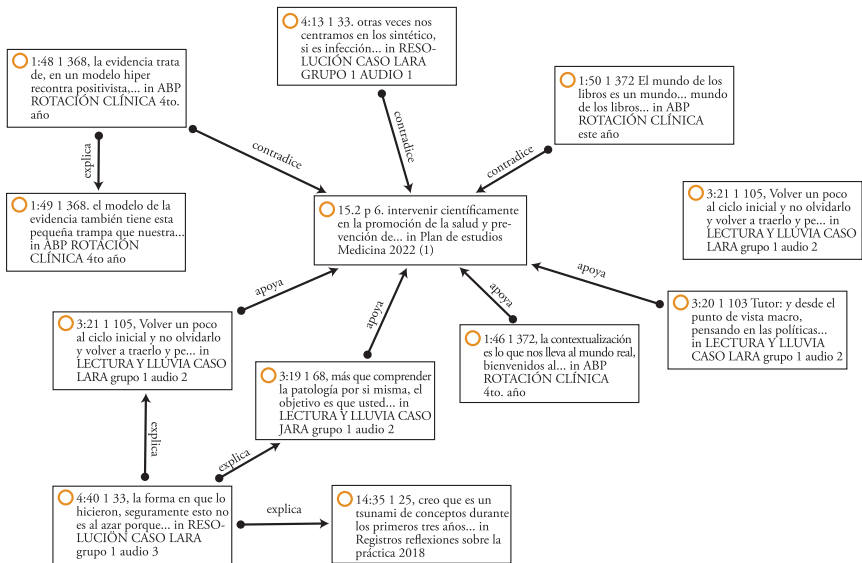 4:13 1 33. otras veces nos
centramos en los sintético,
si es infección... in RESO-
LUCIÓN CASO LARA
GRUPO 1 AUDIO 1
1:48 1 368, la evidencia trata
de, en un modelo hiper
recontra positivista,... in ABP
ROTACIÓN CLÍNICA 4to.
año
1:50 1 372 El mundo de los
libros es un mundo... mundo
de los libros... in ABP
ROTACIÓN CLÍNICA
este año
contradice
contradice
contradice
explica
1:49 1 368. el modelo de la
evidencia también tiene esta
pequeña trampa que nuestra...
in ABP ROTACIÓN
CLÍNICA 4to año
15.2 p 6. intervenir científicamente
en la promoción de la salud y pre-
vención de... in Plan de estudios
Medicina 2022 (1)
3:21 1 105, Volver un poco
al ciclo inicial y no olvidarlo
y volver a traerlo y pe... in
LECTURA Y LLUVIA CASO
LARA grupo 1 audio 2
apoya
apoya
apoya
apoya
3:21 1 105, Volver un poco
al ciclo inicial y no olvidarlo
y volver a traerlo y pe... in
LECTURA Y LLUVIA CASO
LARA grupo 1 audio 2
3:19 1 68, más que comprender
la patología por si misma, el
objetivo es que usted... in
LECTURA Y LLUVIA CASO
JARA grupo 1 audio 2
1:46 1 372, la contextualización
es lo que nos lleva al mundo real,
bienvenidos al... in ABP
ROTACIÓN CLÍNICA
4to. año
3:20 1 103 Tutor: y desde el
punto de vista macro,
pensando en las políticas...
in LECTURA Y LLUVIA
CASO LARA grupo 1 audio 2
explica
explica
4:40 1 33, la forma en que lo
hicieron, seguramente esto no
es al azar porque... in RESO-
LUCIÖN CASO LARA
grupo 1 audio 3
explica
14:35 1 25, creo que es un
tsunami de conceptos durante
los primeros tres años... in
Registros reflexiones sobre la
práctica 2018